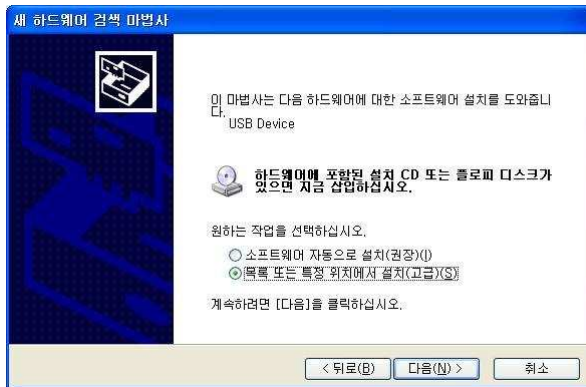 새 하드웨어 검색 마법사
이 마법사는 다음 하드웨어에 대한 소프트웨어 설치를 도와줍니
다.
USB Device
하드웨어에 포함된 설치 CD 또는 플로피 디스크가
있으면 지금 삽입하십시오.
원하는 작업을 선택하십시오.
소프트웨어 자동으로 설치(권장)(I)
목록 또는 특정 위치에서 설치(고급)(S)
계속하려면 [다음]을 클릭하십시오.
< 뒤로(B) 다음(N) > 취소